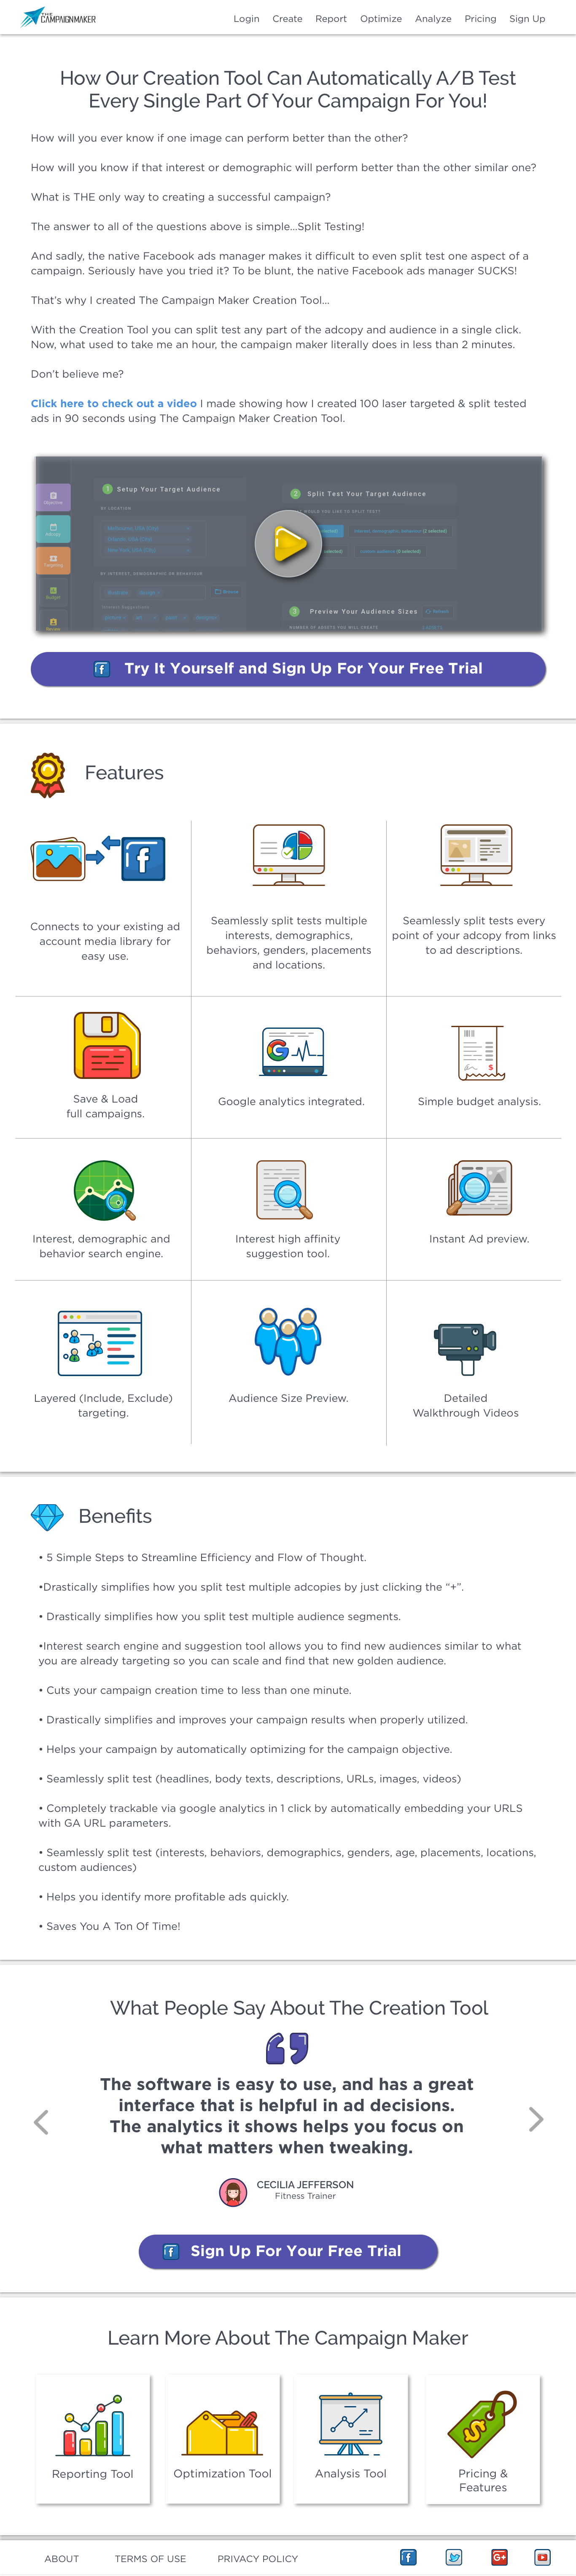 THE
CAMPAIGNMAKER
Login Create Report Optimize Analyze Pricing Sign Up
How Our Creation Tool Can Automatically A/B Test
Every Single Part Of Your Campaign For You!
How will you ever know if one image can perform better than the other?
How will you know if that interest or demographic will perform better than the other similar one?
What is THE only way to creating a successful campaign?
The answer to all of the questions above is simple...Split Testing!
And sadly, the native Facebook ads manager makes it difficult to even split test one aspect of a
campaign. Seriously have you tried it? To be blunt, the native Facebook ads manager SUCKS!
That's why I created The Campaign Maker Creation Tool...
With the Creation Tool you can split test any part of the adcopy and audience in a single click.
Now, what used to take me an hour, the campaign maker literally does in less than 2 minutes.
Don't believe me?
Click here to check out a video I made showing how I created 100 laser targeted & split tested
ads in 90 seconds using The Campaign Maker Creation Tool.
1 Setup Your Target Audience
2 Split Test Your Target Audience?
BY LOCATION
Objective
Adcopy
Targeting
Budget
Review
BY INTEREST, DEMOGRAPHIC OR BEHAVIOUR
3 Preview Your Audience Sizes
Try It Yourself and Sign Up For Your Free Trial
Features
Connects to your existing ad
account media library for
easy use.
Seamlessly split tests multiple
interests, demographics,
behaviors, genders, placements
and locations.
Seamlessly split tests every
point of your adcopy from links
to ad descriptions.
Save & Load
full campaigns.
Google analytics integrated.
Simple budget analysis.
Interest, demographic and
behavior search engine.
Interest high affinity
suggestion tool.
Instant Ad preview.
Layered (Include, Exclude)
targeting.
Audience Size Preview.
Detailed
Walkthrough Videos
Benefits
• 5 Simple Steps to Streamline Efficiency and Flow of Thought.
•Drastically simplifies how you split test multiple adcopies by just clicking the “+”.
• Drastically simplifies how you split test multiple audience segments.
•Interest search engine and suggestion tool allows you to find new audiences similar to what
you are already targeting so you can scale and find that new golden audience.
• Cuts your campaign creation time to less than one minute.
• Drastically simplifies and improves your campaign results when properly utilized.
• Helps your campaign by automatically optimizing for the campaign objective.
• Seamlessly split test (headlines, body texts, descriptions, URLs, images, videos)
• Completely trackable via google analytics in 1 click by automatically embedding your URLS
with GA URL parameters.
• Seamlessly split test (interests, behaviors, demographics, genders, age, placements, locations,
custom audiences)
• Helps you identify more profitable ads quickly.
• Saves You A Ton Of Time!
What People Say About The Creation Tool
The software is easy to use, and has a great
interface that is helpful in ad decisions.
The analytics it shows helps you focus on
what matters when tweaking.
CECILIA JEFFERSON
Fitness Trainer
Sign Up For Your Free Trial
Learn More About The Campaign Maker
Reporting Tool
Optimization Tool
Analysis Tool
Pricing &
Features
ABOUT TERMS OF USE PRIVACY POLICY